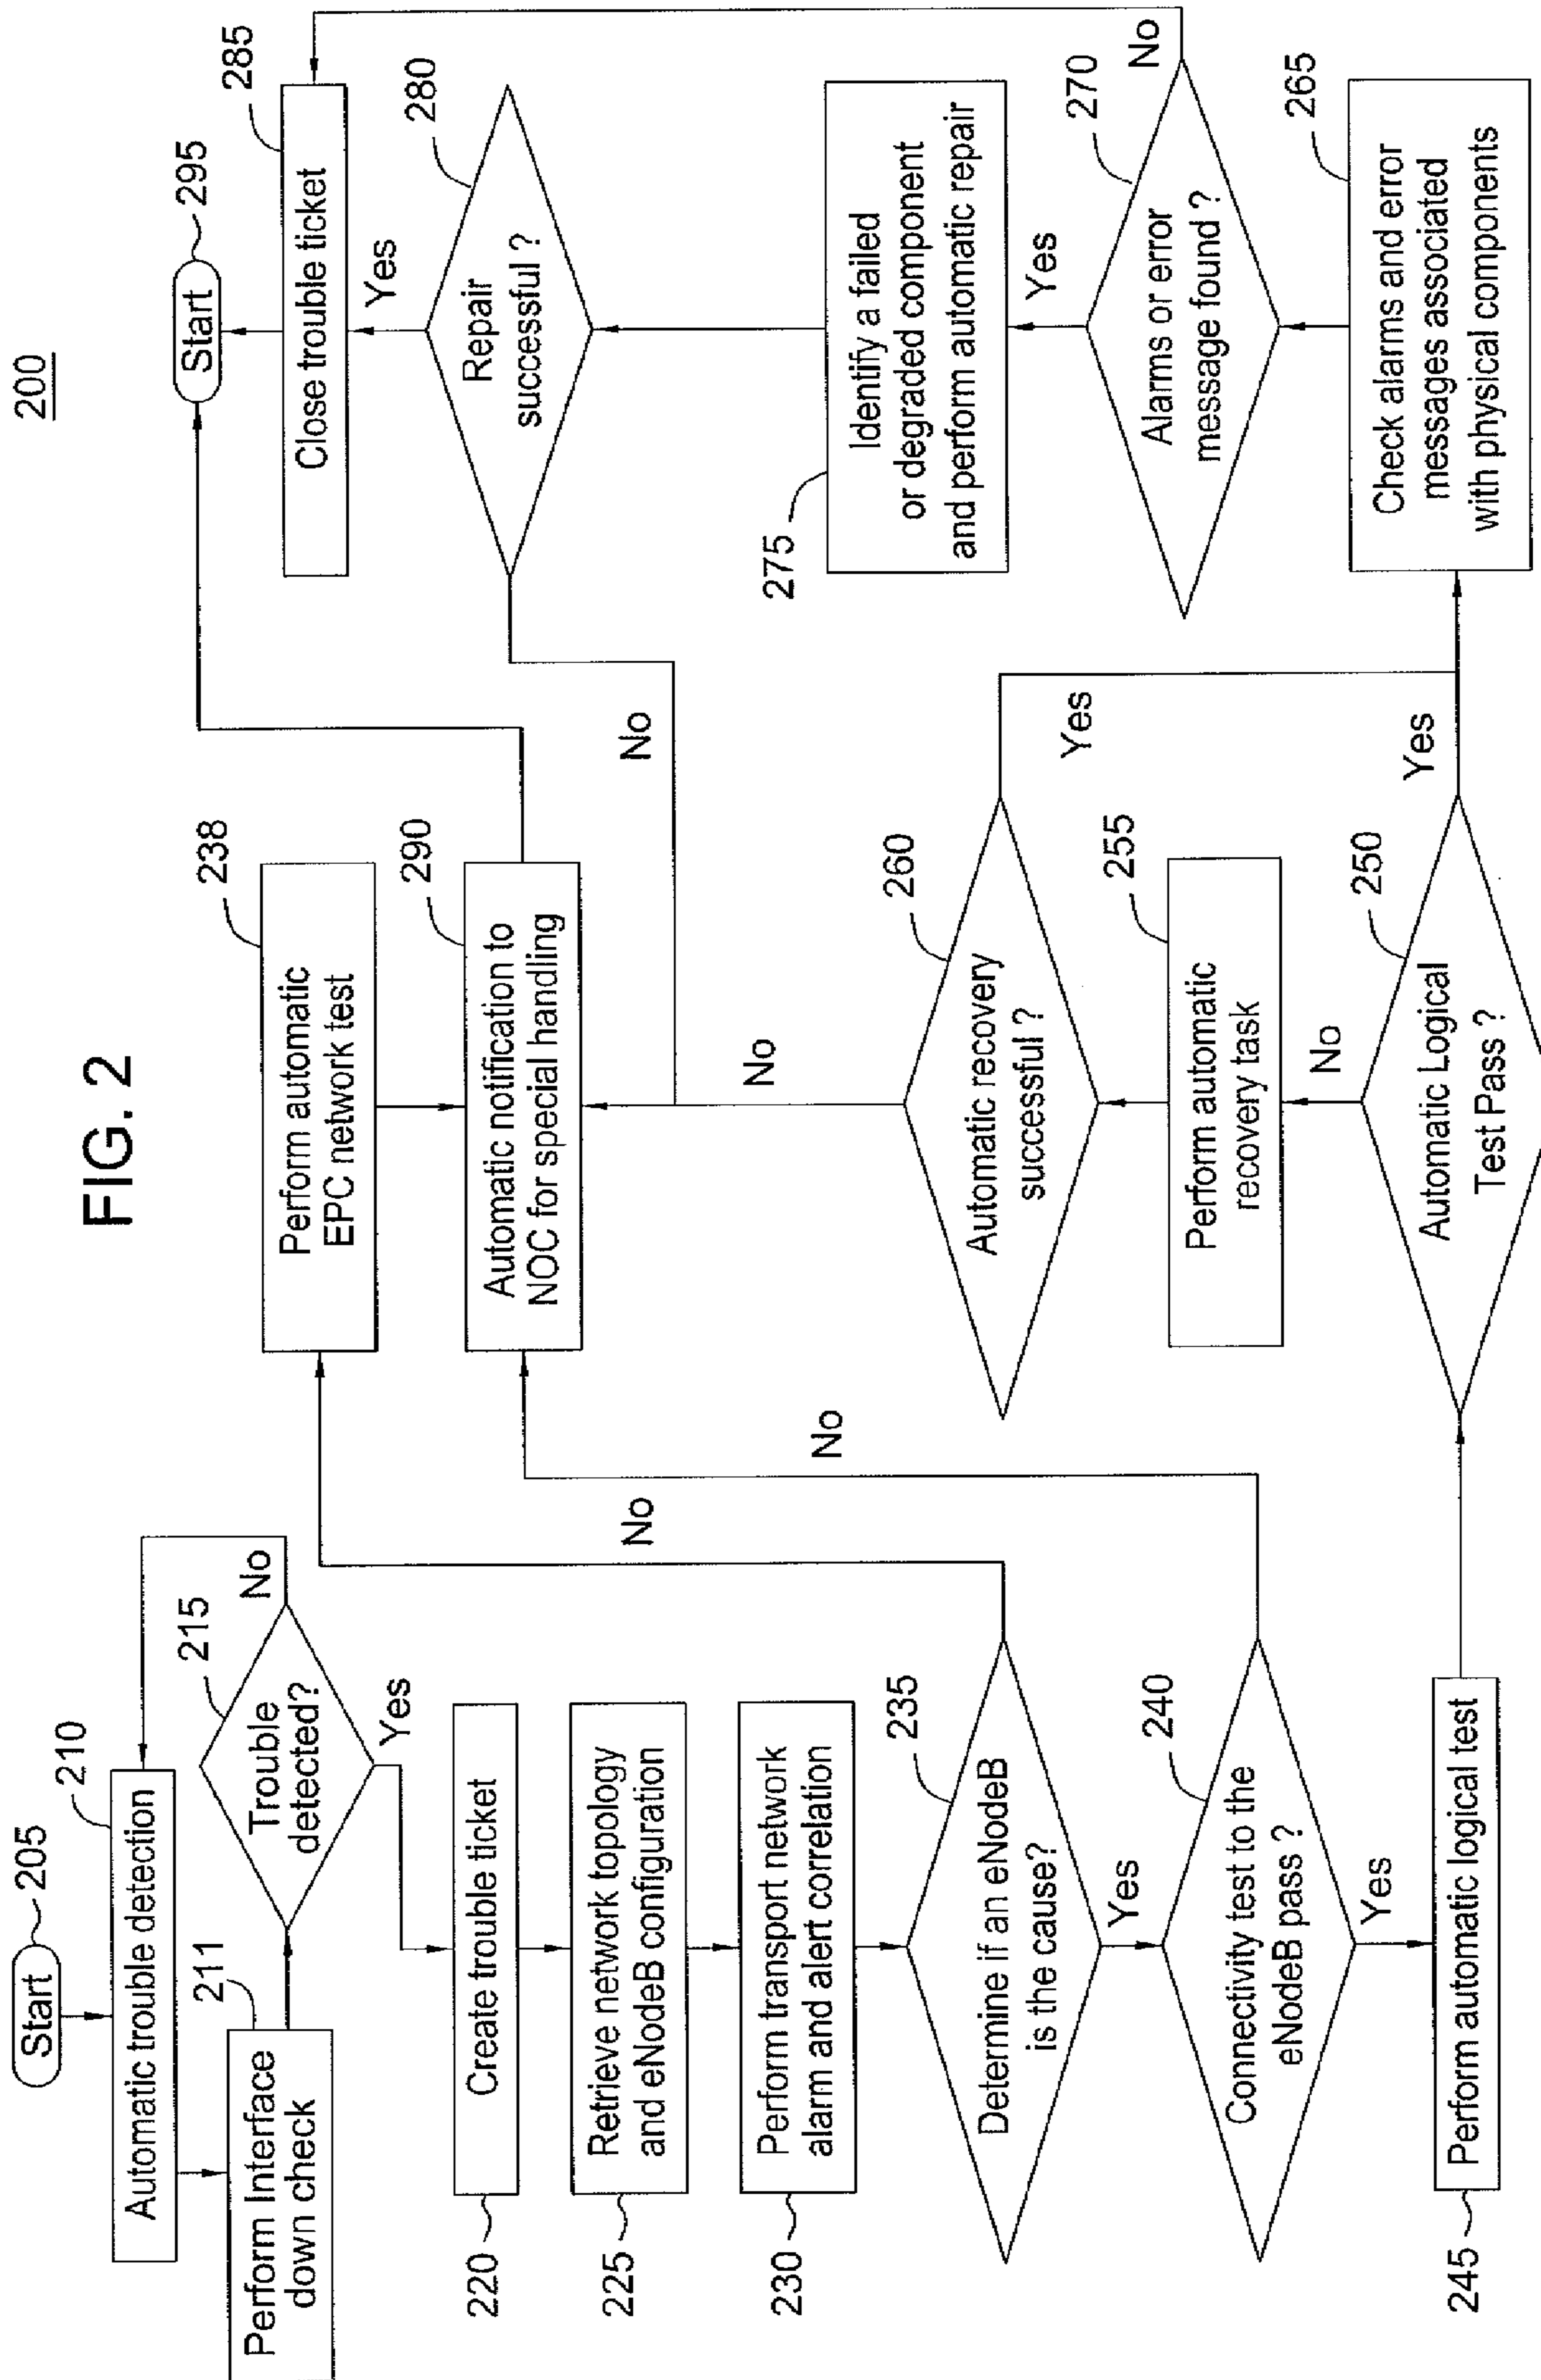 FIG. 2
200
Start
205
Automatic trouble detection
210
Perform Interface
down check
211
Trouble
detected?
215
No
Yes
Create trouble ticket
220
Retrieve network topology
and eNodeB configuration
225
Perform transport network
alarm and alert correlation
230
Determine if an eNodeB
is the cause?
235
No
Yes
Connectivity test to the
eNodeB pass ?
240
No
Yes
Perform automatic logical test
245
Perform automatic
EPC network test
238
Automatic notification to
NOC for special handling
290
No
No
Automatic recovery
successful ?
260
Yes
Perform automatic
recovery task
255
No
Automatic Logical
Test Pass ?
250
Yes
Start
295
Close trouble ticket
285
Yes
Repair
successful ?
280
Identify a failed
or degraded component
and perform automatic repair
275
Yes
Alarms or error
message found ?
270
No
Check alarms and error
messages associated
with physical components
265